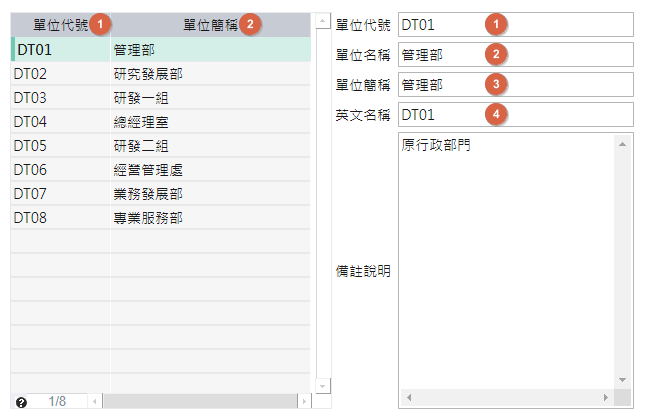 單位代號 1 單位簡稱 2
DT01 管理部
DT02 研究發展部
DT03 研發一組
DT04 總經理室
DT05 研發二組
DT06 經營管理處
DT07 業務發展部
DT08 專業服務部
? 1/8
單位代號 DT01 1
單位名稱 管理部 2
單位簡稱 管理部 3
英文名稱 DT01 4
備註說明 原行政部門